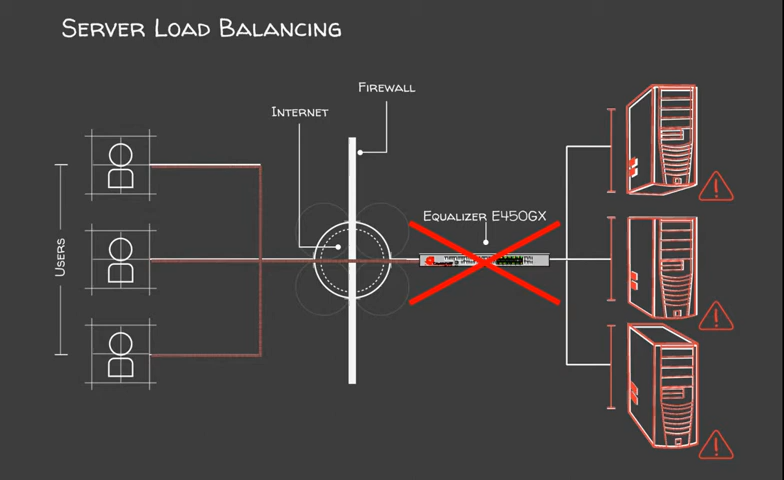 Server Load Balancing
Firewall
Internet
Equalizer E450GX
Users